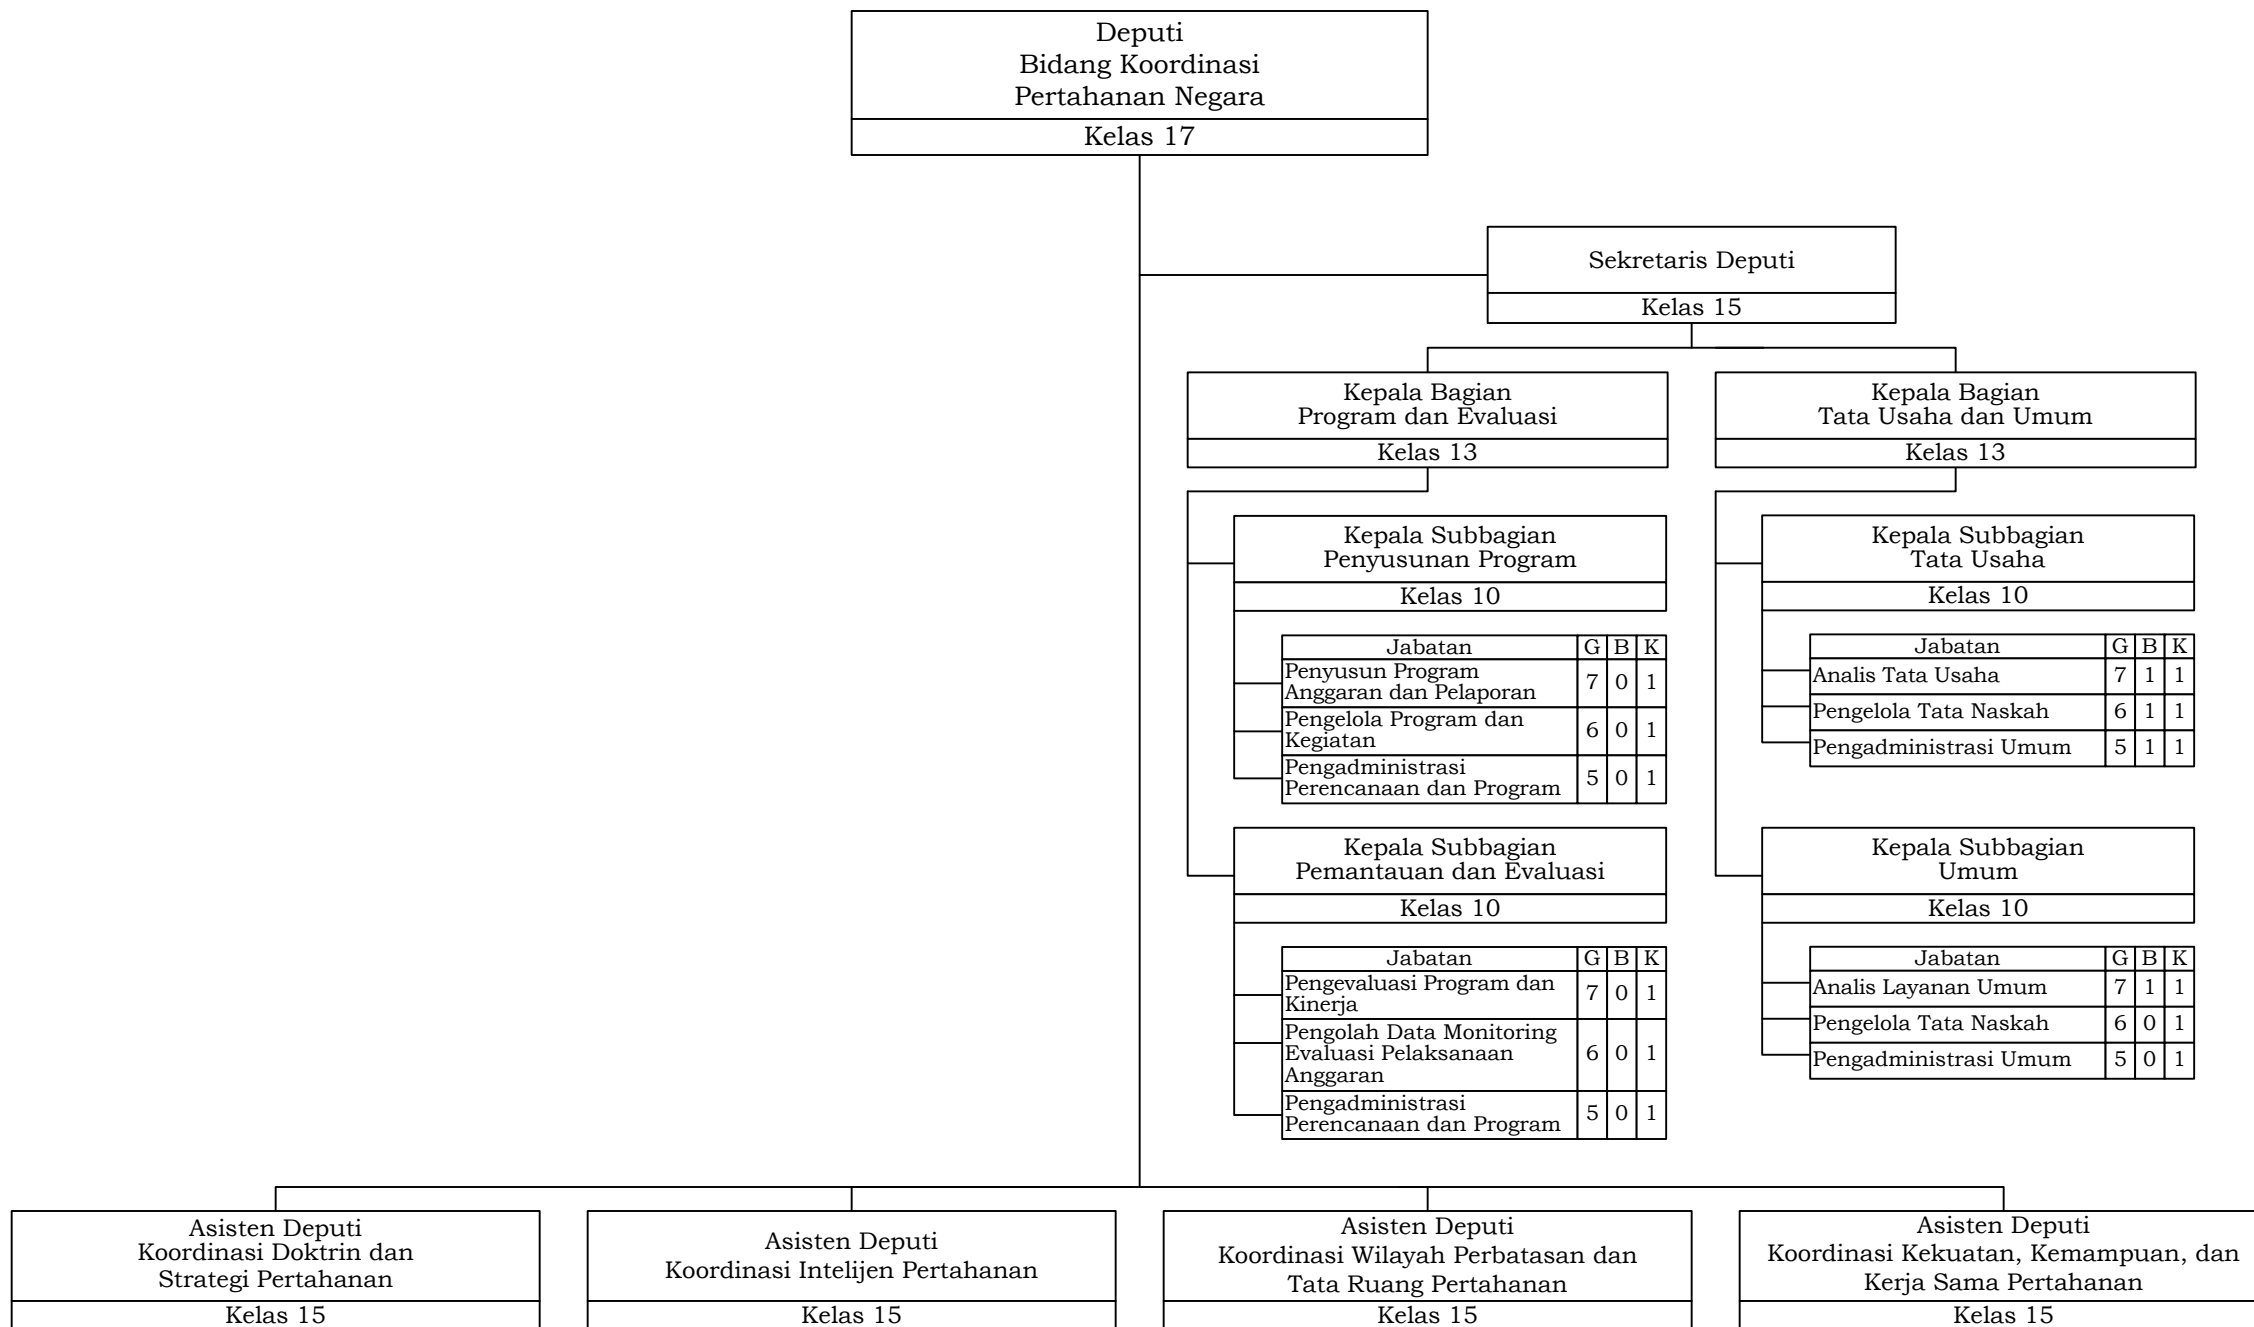 Deputi
Bidang Koordinasi
Pertahanan Negara
Kelas 17
Sekretaris Deputi
Kelas 15
Kepala Bagian
Program dan Evaluasi
Kelas 13
Kepala Subbagian
Penyusunan Program
Kelas 10
Jabatan G B K
Penyusun Program
Anggaran dan Pelaporan 7 0 1
Pengelola Program dan
Kegiatan 6 0 1
Pengadministrasi
Perencanaan dan Program 5 0 1
Kepala Subbagian
Pemantauan dan Evaluasi
Kelas 10
Jabatan G B K
Pengevaluasi Program dan
Kinerja 7 0 1
Pengolah Data Monitoring
Evaluasi Pelaksanaan 6 0 1
Anggaran
Pengadministrasi
Perencanaan dan Program 5 0 1
Kepala Bagian
Tata Usaha dan Umum
Kelas 13
Kepala Subbagian
Tata Usaha
Kelas 10
Jabatan G B K
Analis Tata Usaha 7 1 1
Pengelola Tata Naskah 6 1 1
Pengadministrasi Umum 5 1 1
Kepala Subbagian
Umum
Kelas 10
Jabatan G B K
Analis Layanan Umum 7 1 1
Pengelola Tata Naskah 6 0 1
Pengadministrasi Umum 5 0 1
Asisten Deputi
Koordinasi Doktrin dan
Strategi Pertahanan
Kelas 15
Asisten Deputi
Koordinasi Intelijen Pertahanan
Kelas 15
Asisten Deputi
Koordinasi Wilayah Perbatasan dan
Tata Ruang Pertahanan
Kelas 15
Asisten Deputi
Koordinasi Kekuatan, Kemampuan, dan
Kerja Sama Pertahanan
Kelas 15